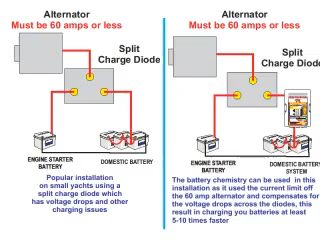 Alternator
Must be 60 amps or less
Split
Charge Diode
ENGINE STARTER
BATTERY
DOMESTIC BATTERY
Popular installation
on small yachts using a
split charge diode which
has voltage drops and other
charging issues
Alternator
Must be 60 amps or less
Split
Charge Diode
ENGINE STARTER
BATTERY
DOMESTIC BATTERY
SYSTEM
The battery chemistry can be used in this
installation as it used the current limit off
the 60 amp alternator and compensates for
the voltage drops across the diodes, this
result in charging you batteries at least
5-10 times faster